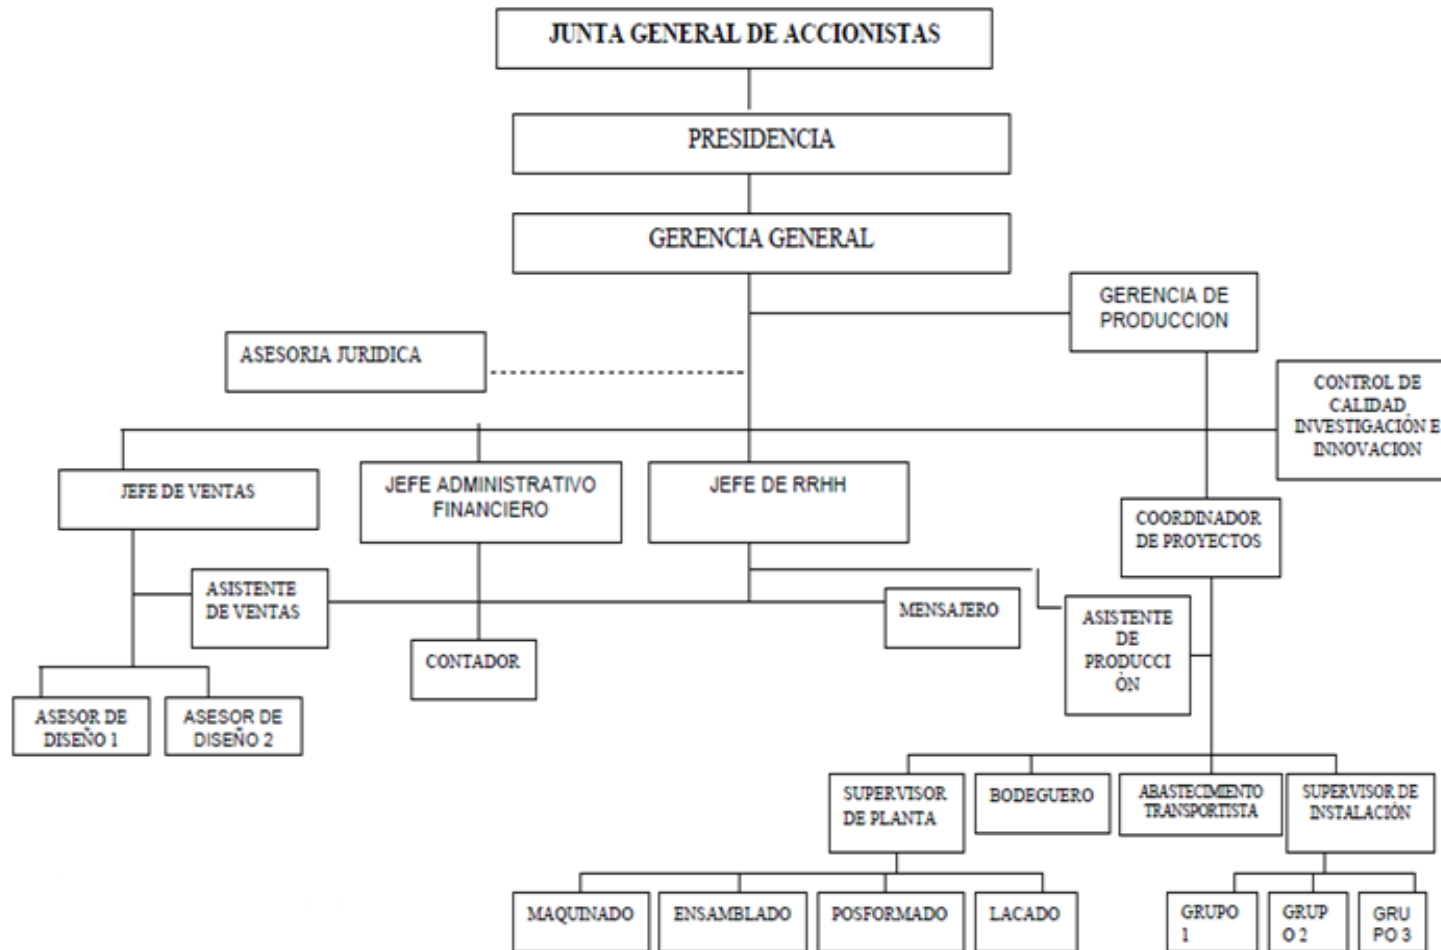 JUNTA GENERAL DE ACCIONISTAS
PRESIDENCIA
GERENCIA GENERAL
GERENCIA DE
PRODUCCION
ASESORIA JURIDICA
CONTROL DE
CALIDAD
INVESTIGACIÓN E
INNOVACION
JEFE DE VENTAS
JEFE ADMINISTRATIVO
FINANCIERO
JEFE DE RRHH
COORDINADOR
DE PROYECTOS
ASISTENTE
DE VENTAS
CONTADOR
MENSAJERO
ASISTENTE
DE
PRODUCCI
ÓN
ASESOR DE
DISEÑO 1
ASESOR DE
DISEÑO 2
SUPERVISOR
DE PLANTA
BODEGUERO
ABASTECIMIENTO
TRANSPORTISTA
SUPERVISOR DE
INSTALACIÓN
MAQUINADO
ENSAMBLADO
POSFORMADO
LACADO
GRUPO
1
GRUP
O 2
GRU
PO 3